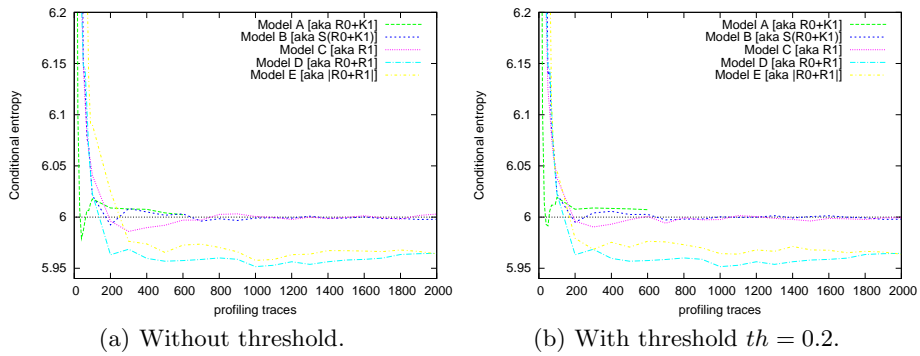 6.2
6.15
6.1
6.05
6
5.95
Conditional entropy
0 200 400 600 800 1000 1200 1400 1600 1800 2000
profiling traces
Model A [aka R0+K1]
Model B [aka S(R0+K1)]
Model C [aka R1]
Model D [aka R0+R1]
Model E [aka |R0+R1|]
(a) Without threshold.
6.2
6.15
6.1
6.05
6
5.95
Conditional entropy
0 200 400 600 800 1000 1200 1400 1600 1800 2000
profiling traces
Model A [aka R0+K1]
Model B [aka S(R0+K1)]
Model C [aka R1]
Model D [aka R0+R1]
Model E [aka |R0+R1|]
(b) With threshold th = 0.2.